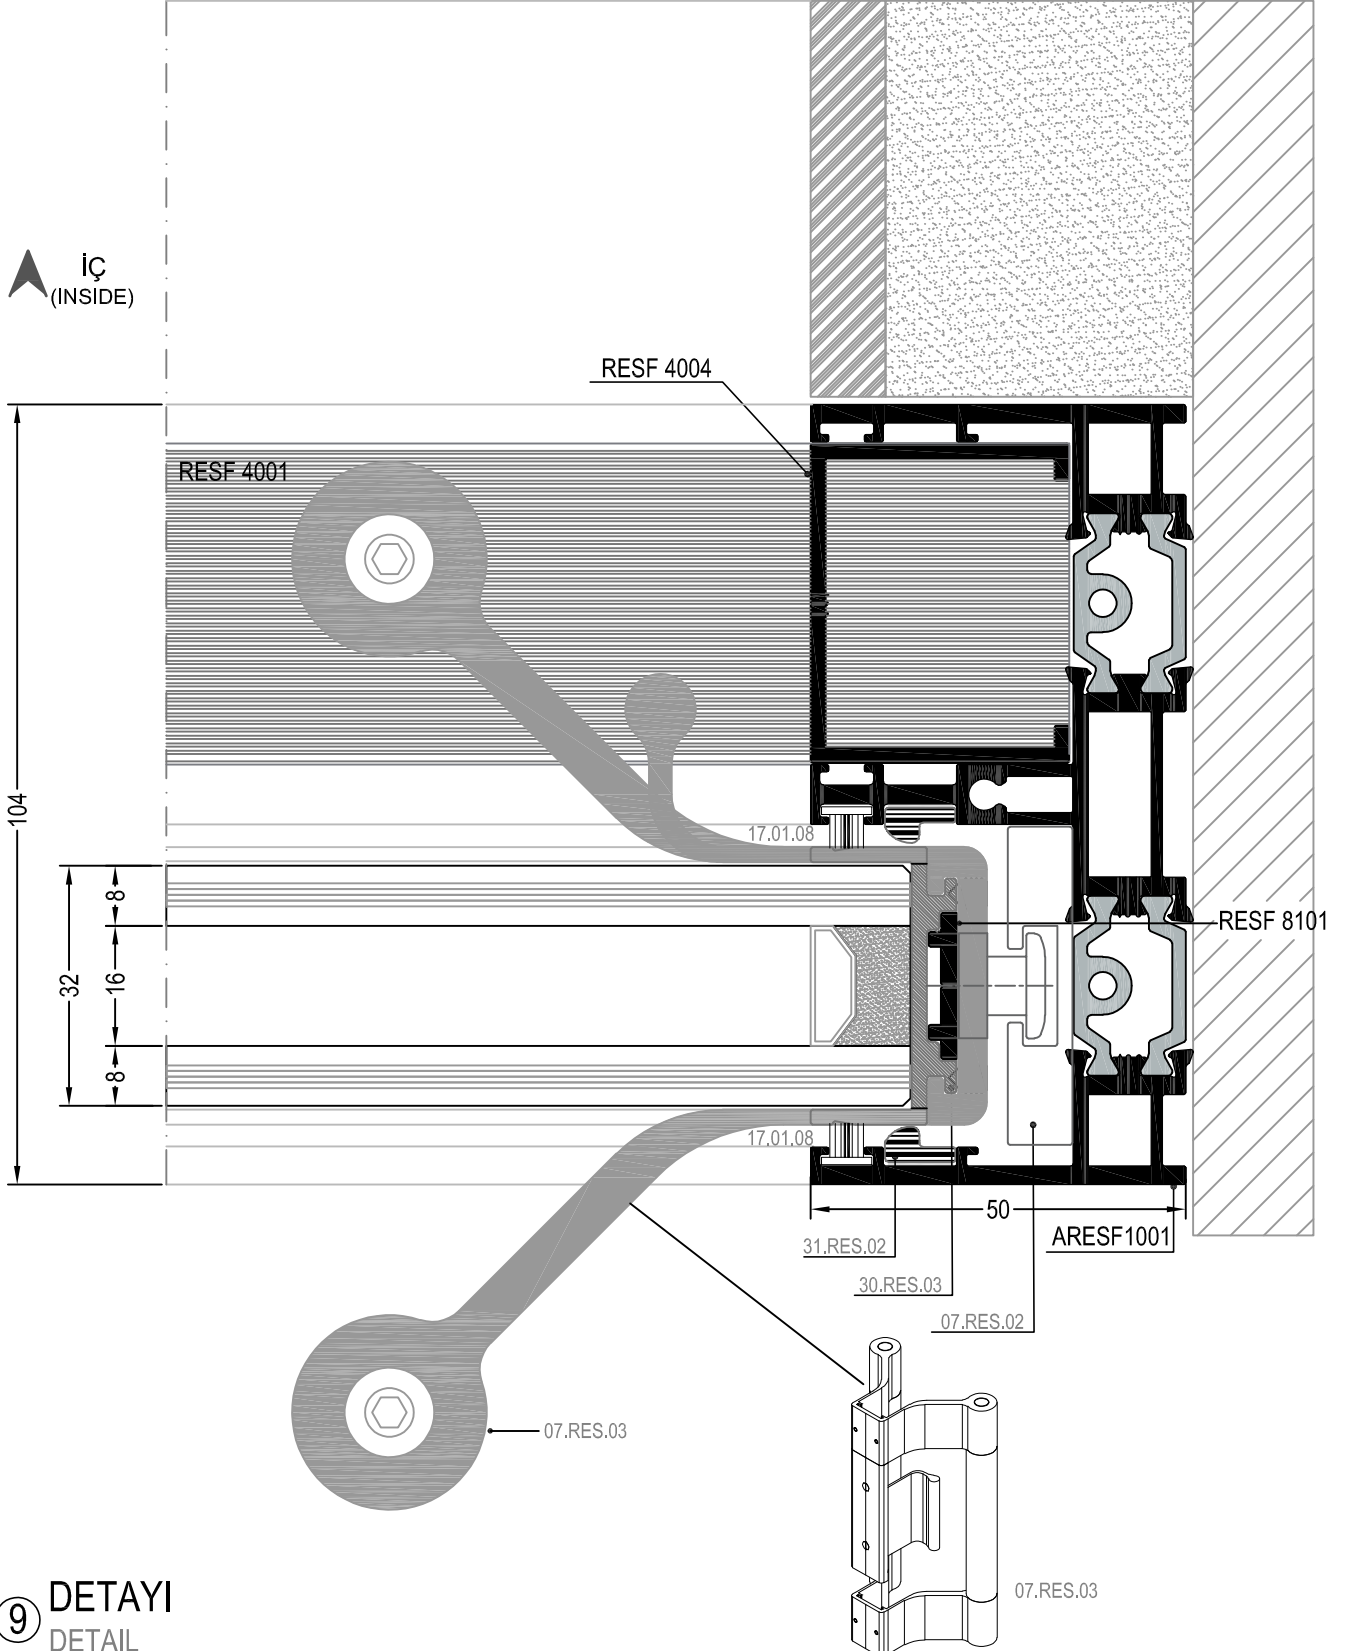 İÇ
(INSIDE)
RESF 4004
RESF 4001
104
17.01.08
8
32
16
8
RESF 8101
17.01.08
50
ARESF1001
31.RES.02
30.RES.03
07.RES.02
07.RES.03
07.RES.03
9 DETAYI
DETAIL